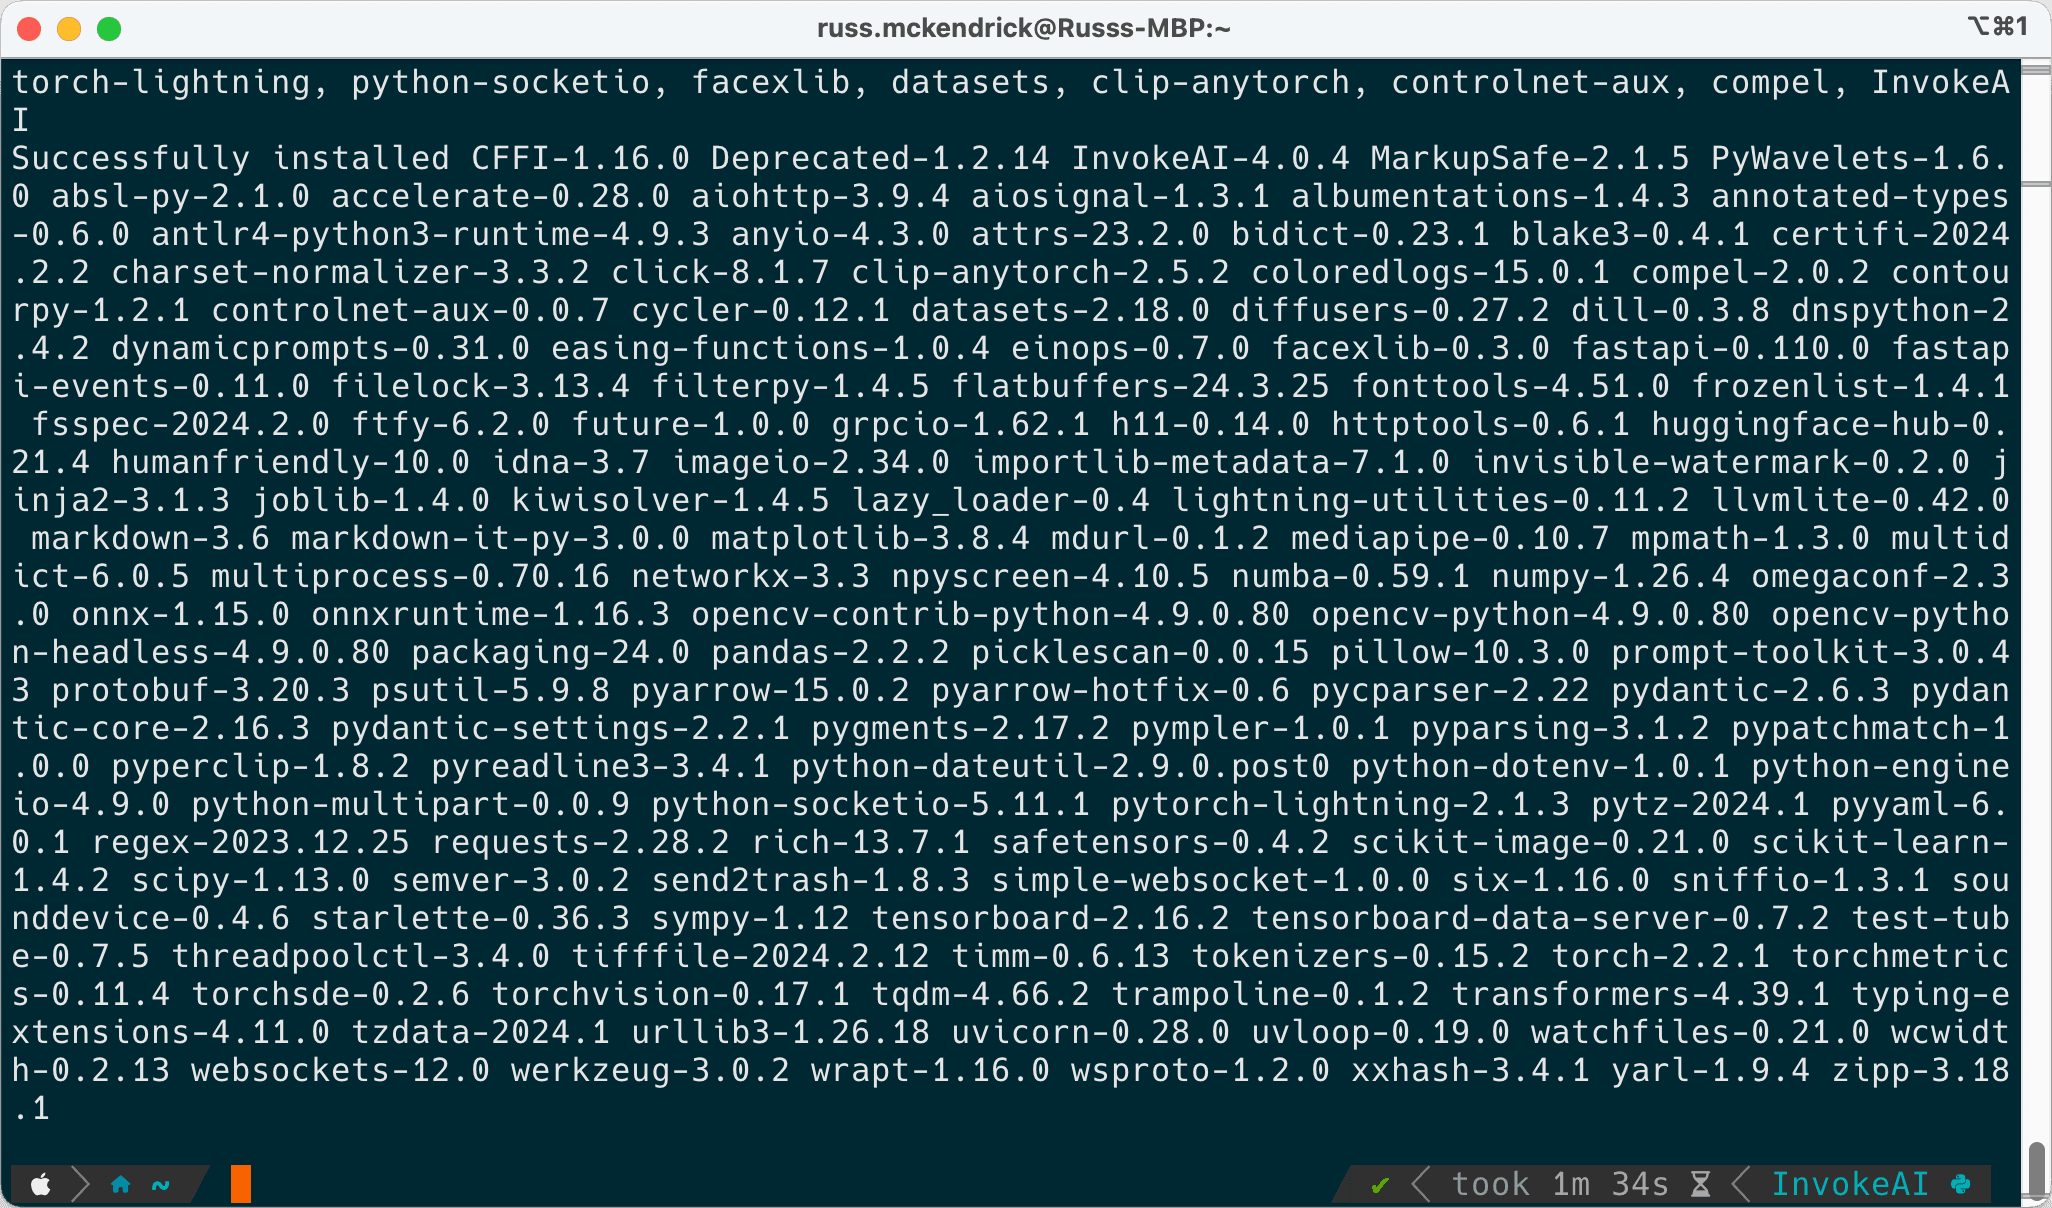 russ.mckendrick@Russs-MBP:~
⌥⌘1
torch-lightning, python-socketio, facexlib, datasets, clip-anytorch, controlnet-aux, compel, InvokeA
I
Successfully installed CFFI-1.16.0 Deprecated-1.2.14 InvokeAI-4.0.4 MarkupSafe-2.1.5 PyWavelets-1.6.
0 absl-py-2.1.0 accelerate-0.28.0 aiohttp-3.9.4 aiosignal-1.3.1 albumentations-1.4.3 annotated-types
-0.6.0 antlr4-python3-runtime-4.9.3 anyio-4.3.0 attrs-23.2.0 bidict-0.23.1 blake3-0.4.1 certifi-2024
.2.2 charset-normalizer-3.3.2 click-8.1.7 clip-anytorch-2.5.2 coloredlogs-15.0.1 compel-2.0.2 contou
rpy-1.2.1 controlnet-aux-0.0.7 cycler-0.12.1 datasets-2.18.0 diffusers-0.27.2 dill-0.3.8 dnspython-2
.4.2 dynamicprompts-0.31.0 easing-functions-1.0.4 einops-0.7.0 facexlib-0.3.0 fastapi-0.110.0 fastap
i-events-0.11.0 filelock-3.13.4 filterpy-1.4.5 flatbuffers-24.3.25 fonttools-4.51.0 frozenlist-1.4.1
 fsspec-2024.2.0 ftfy-6.2.0 future-1.0.0 grpcio-1.62.1 h11-0.14.0 httptools-0.6.1 huggingface-hub-0.
21.4 humanfriendly-10.0 idna-3.7 imageio-2.34.0 importlib-metadata-7.1.0 invisible-watermark-0.2.0 j
inja2-3.1.3 joblib-1.4.0 kiwisolver-1.4.5 lazy_loader-0.4 lightning-utilities-0.11.2 llvmlite-0.42.0
 markdown-3.6 markdown-it-py-3.0.0 matplotlib-3.8.4 mdurl-0.1.2 mediapipe-0.10.7 mpmath-1.3.0 multid
ict-6.0.5 multiprocess-0.70.16 networkx-3.3 npyscreen-4.10.5 numba-0.59.1 numpy-1.26.4 omegaconf-2.3
.0 onnx-1.15.0 onnxruntime-1.16.3 opencv-contrib-python-4.9.0.80 opencv-python-4.9.0.80 opencv-pytho
n-headless-4.9.0.80 packaging-24.0 pandas-2.2.2 picklescan-0.0.15 pillow-10.3.0 prompt-toolkit-3.0.4
3 protobuf-3.20.3 psutil-5.9.8 pyarrow-15.0.2 pyarrow-hotfix-0.6 pycparser-2.22 pydantic-2.6.3 pydan
tic-core-2.16.3 pydantic-settings-2.2.1 pygments-2.17.2 pympler-1.0.1 pyparsing-3.1.2 pypatchmatch-1
.0.0 pyperclip-1.8.2 pyreadline3-3.4.1 python-dateutil-2.9.0.post0 python-dotenv-1.0.1 python-engine
io-4.9.0 python-multipart-0.0.9 python-socketio-5.11.1 pytorch-lightning-2.1.3 pytz-2024.1 pyyaml-6.
0.1 regex-2023.12.25 requests-2.28.2 rich-13.7.1 safetensors-0.4.2 scikit-image-0.21.0 scikit-learn-
1.4.2 scipy-1.13.0 semver-3.0.2 send2trash-1.8.3 simple-websocket-1.0.0 six-1.16.0 sniffio-1.3.1 sou
nddevice-0.4.6 starlette-0.36.3 sympy-1.12 tensorboard-2.16.2 tensorboard-data-server-0.7.2 test-tub
e-0.7.5 threadpoolctl-3.4.0 tifffile-2024.2.12 timm-0.6.13 tokenizers-0.15.2 torch-2.2.1 torchmetric
s-0.11.4 torchsde-0.2.6 torchvision-0.17.1 tqdm-4.66.2 trampoline-0.1.2 transformers-4.39.1 typing-e
xtensions-4.11.0 tzdata-2024.1 urllib3-1.26.18 uvicorn-0.28.0 uvloop-0.19.0 watchfiles-0.21.0 wcwidt
h-0.2.13 websockets-12.0 werkzeug-3.0.2 wrapt-1.16.0 wsproto-1.2.0 xxhash-3.4.1 yarl-1.9.4 zipp-3.18
.1
~ ✔ took 1m 34s InvokeAI